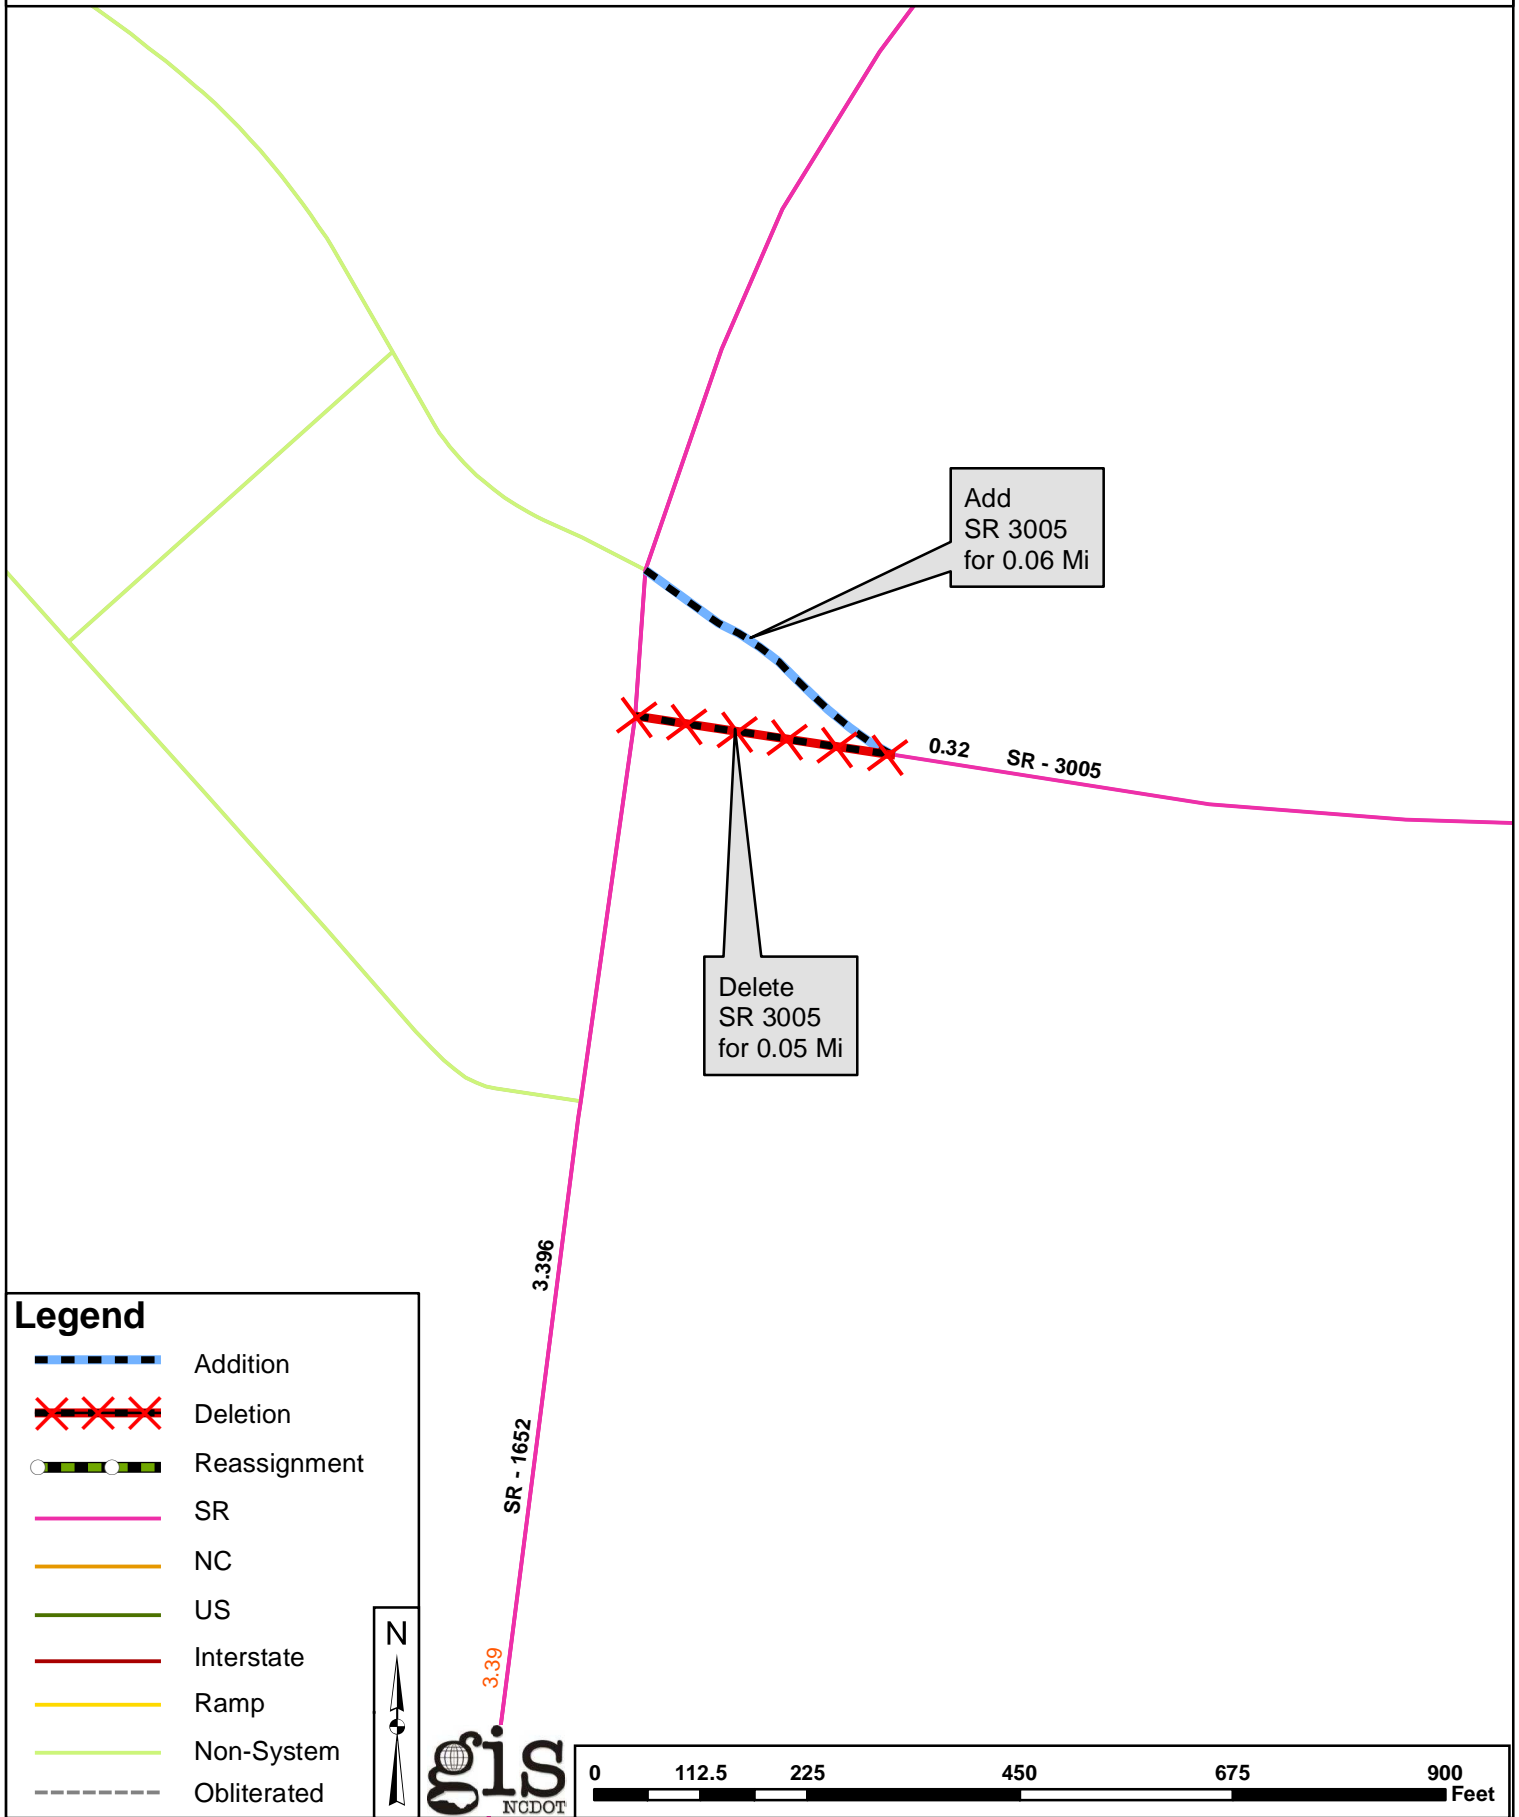 Add
SR 3005
for 0.06 Mi
0.32
SR - 3005
Delete
SR 3005
for 0.05 Mi
3.396
SR - 1652
3.39
Legend
Addition
Deletion
Reassignment
SR
NC
US
Interstate
Ramp
Non-System
Obliterated
N
gis
NCDOT
0 112.5 225 450 675 900
Feet